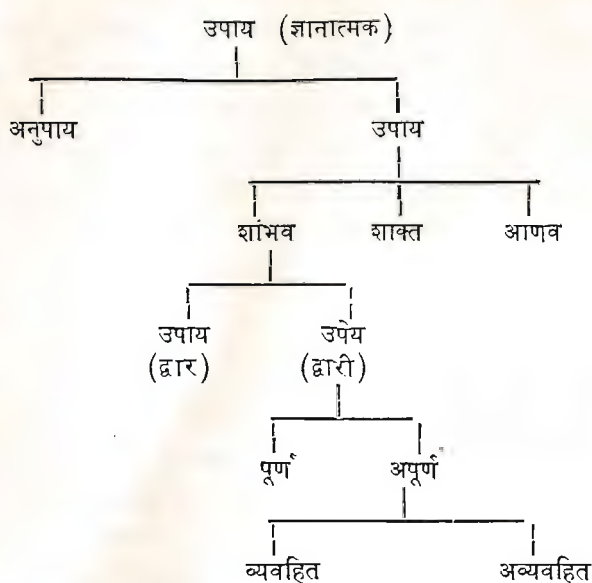 उपाय (ज्ञानात्मक)
अनुपाय उपाय
शांभव शाक्त आणव
उपाय उपेय
(द्वार) (द्वारी)
पूर्ण अपूर्ण
व्यवहित अव्यवहित